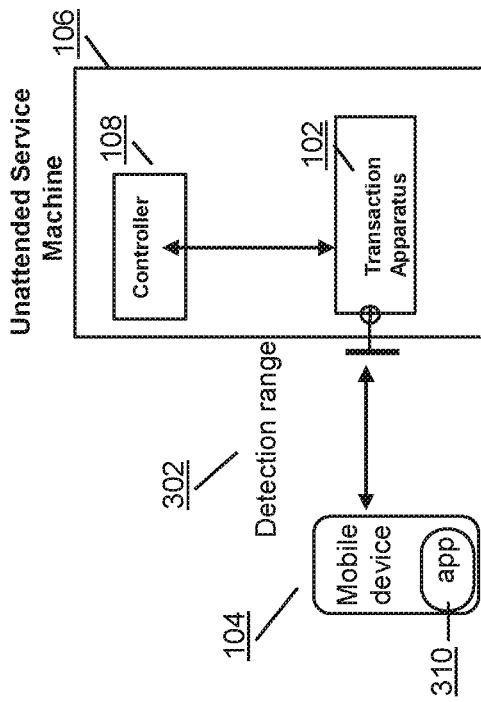 Unattended Service
Machine
106
Controller
108
Transaction
Apparatus
102
302
Detection range
104
Mobile
device
app
310